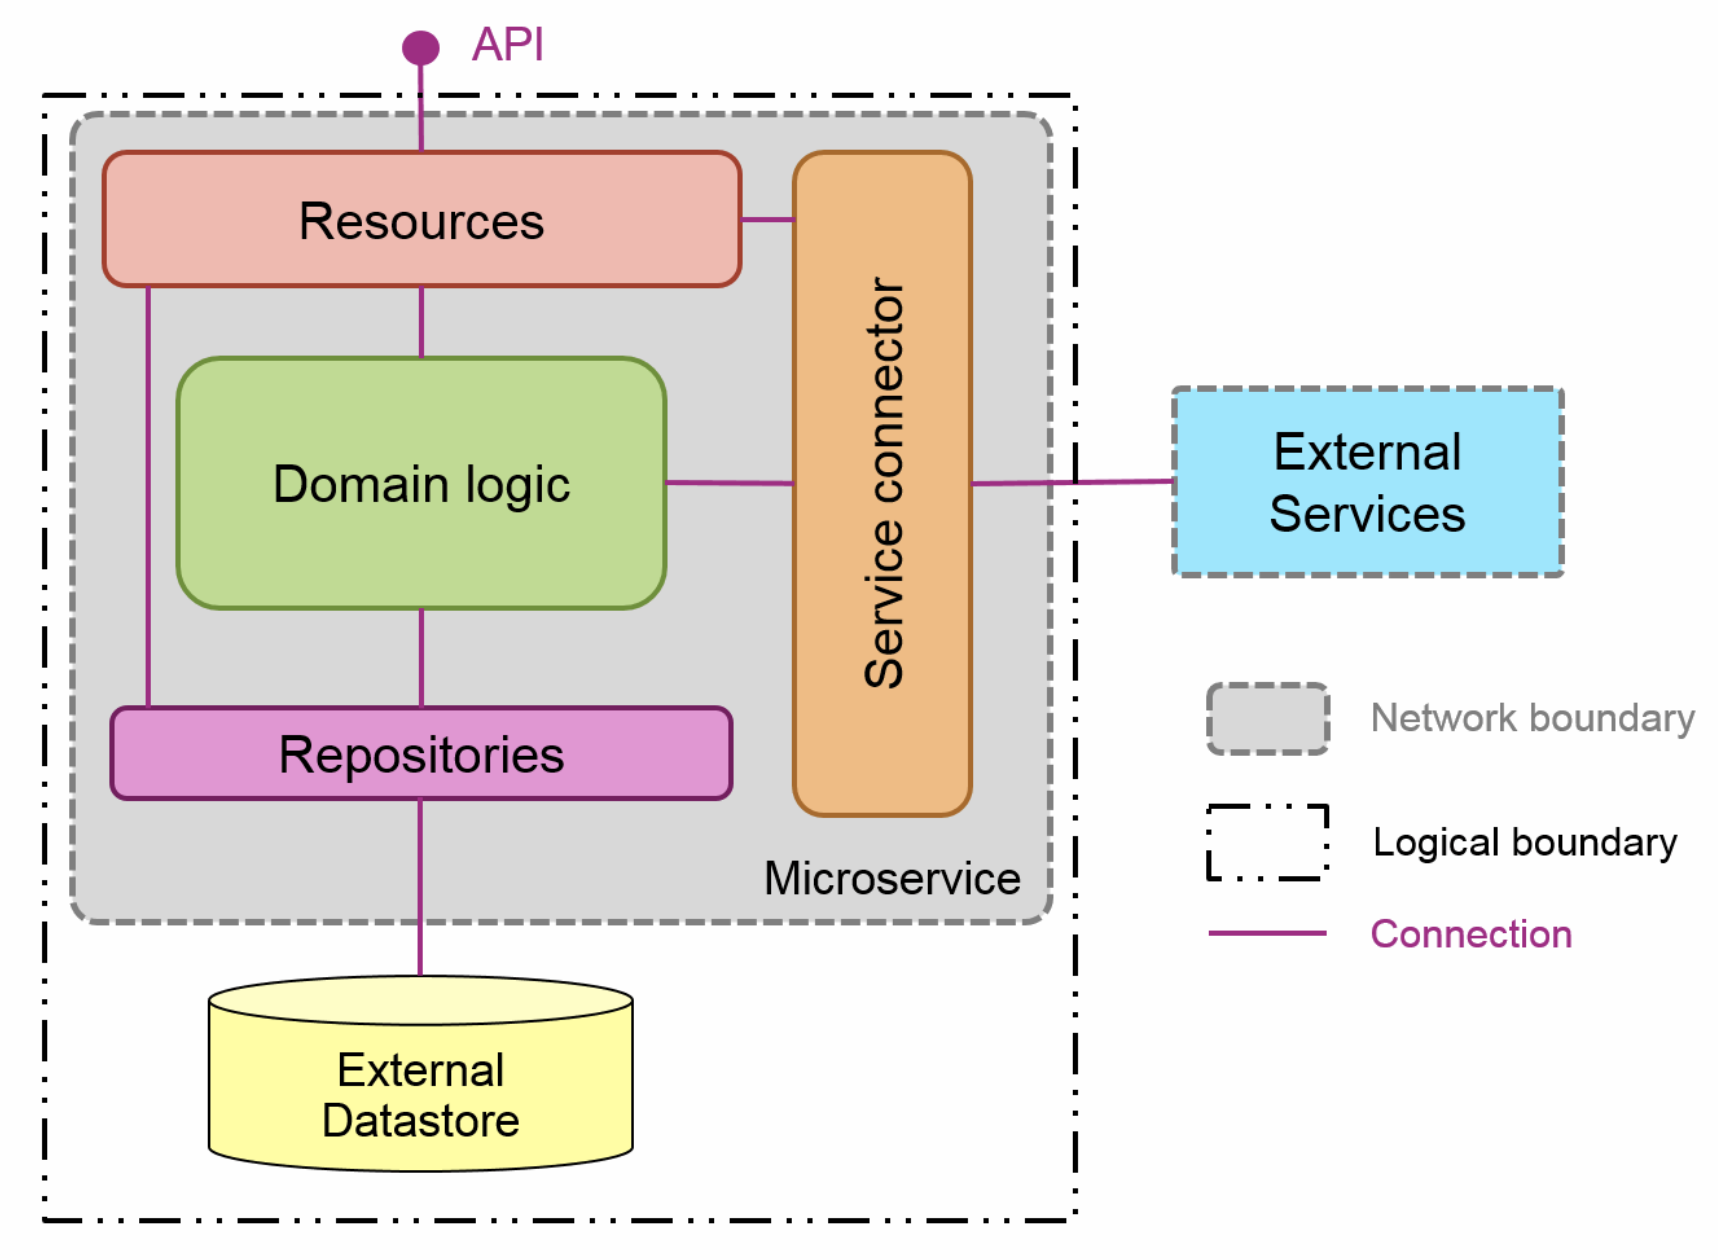 API
Resources
Service connector
Domain logic
External
Services
Repositories
Microservice
External
Datastore
Network boundary
Logical boundary
Connection